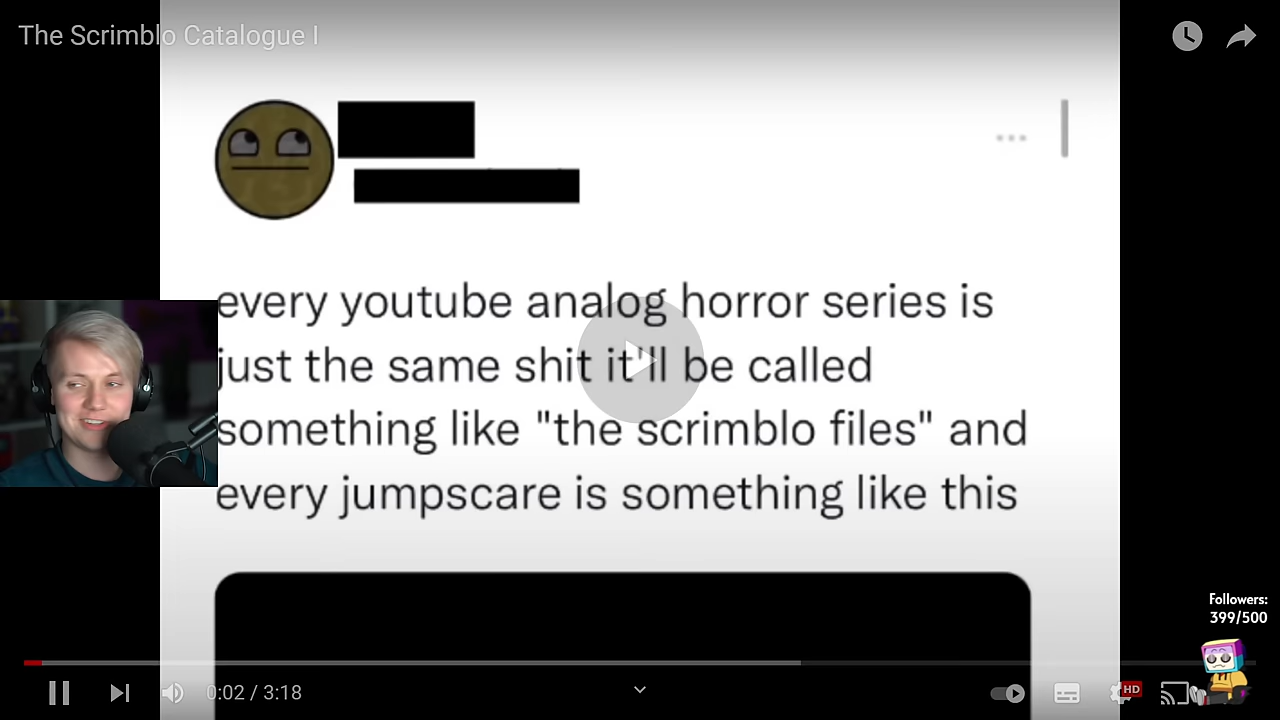 The Scrimblo Catalogue I
every youtube analog horror series is
just the same shit it'll be called
something like "the scrimblo files" and
every jumpscare is something like this
Followers:
399/500
0:02 / 3:18
HD